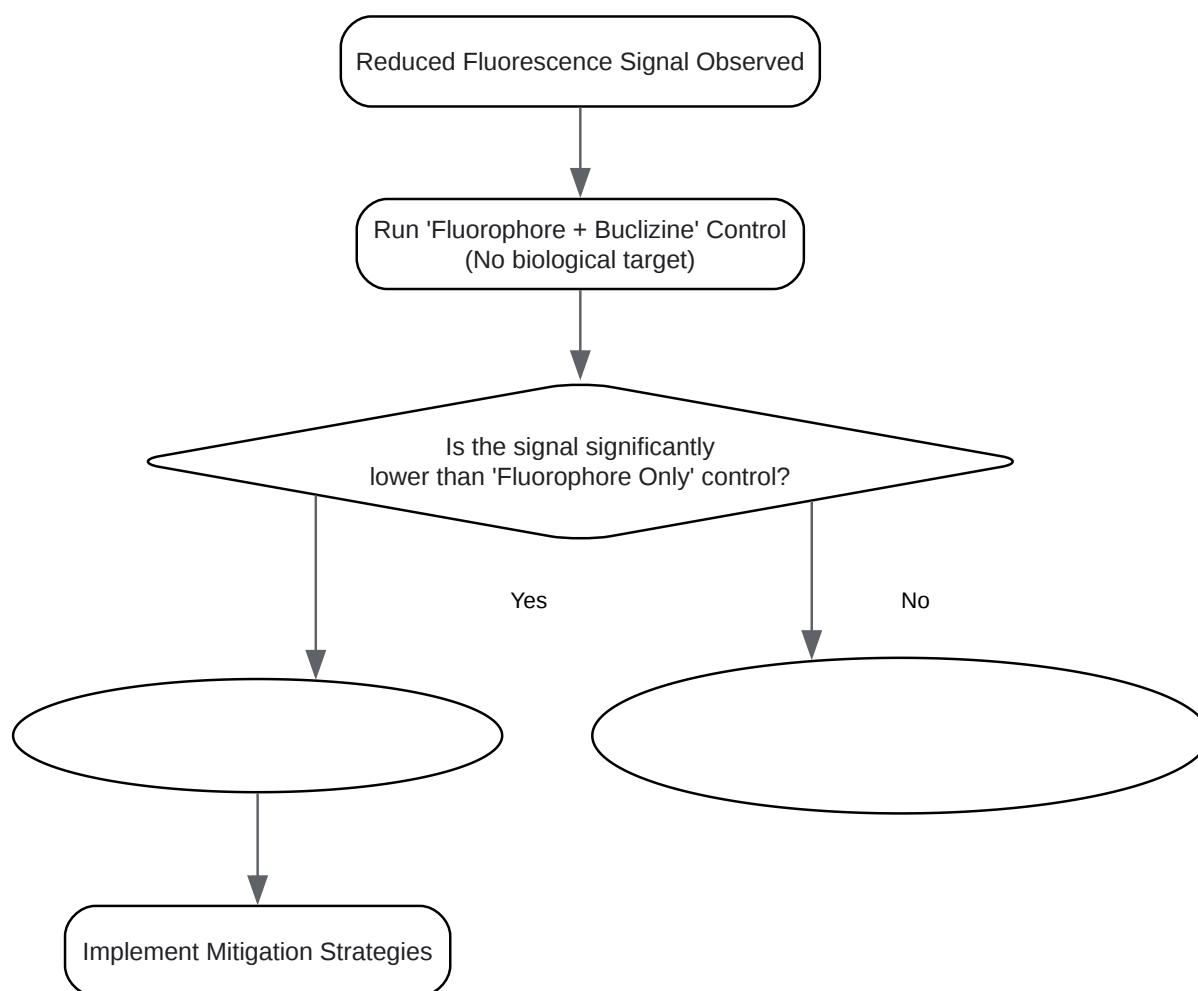 Reduced Fluorescence Signal Observed
Run 'Fluorophore + Buclizine' Control
(No biological target)
Is the signal significantly
lower than 'Fluorophore Only' control?
Yes
No
Implement Mitigation Strategies